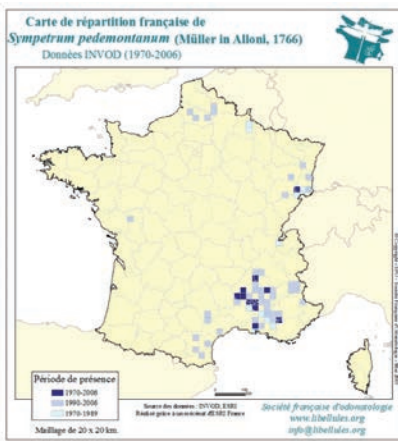 Carte de répartition française de
Sympetrum pedemontanum (Müller in Alloni, 1766)
Données INVOD (1970-2006)
Période de présence
1970-2006
1990-2006
1970-1989
Maillage de 20 x 20 km.
Source des données : INVOD, ESRI
Société française d'odonatologie
www.libellules.org
info@libellules.org